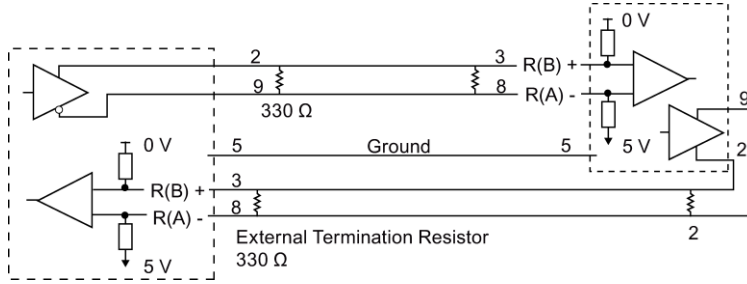 0 V
2
3
R(B) +
9
8
R(A) -
330 Ω
9
0 V
5
Ground
5
5 V
2
R(B) +
3
R(A) -
8
2
External Termination Resistor
5 V
330 Ω